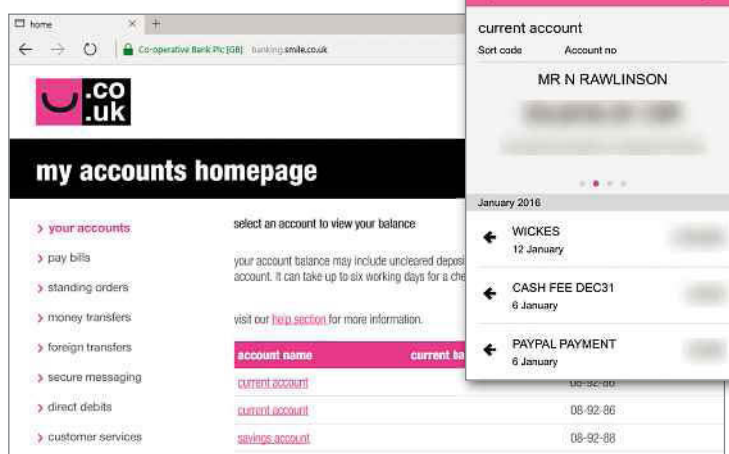 home
Co-operative Bank Plc [GB] banking.smile.co.uk
.co
.uk
my accounts homepage
> your accounts
> pay bills
> standing orders
> money transfers
> foreign transfers
> secure messaging
> direct debits
> customer services
select an account to view your balance
your account balance may include uncleared deposi
account. It can take up to six working days for a che
visit our help section for more information.
account name current ba
current account
current account 08-92-86
savings account 08-92-88
current account
Sort code Account no
MR N RAWLINSON
January 2016
WICKES
12 January
CASH FEE DEC31
6 January
PAYPAL PAYMENT
6 January